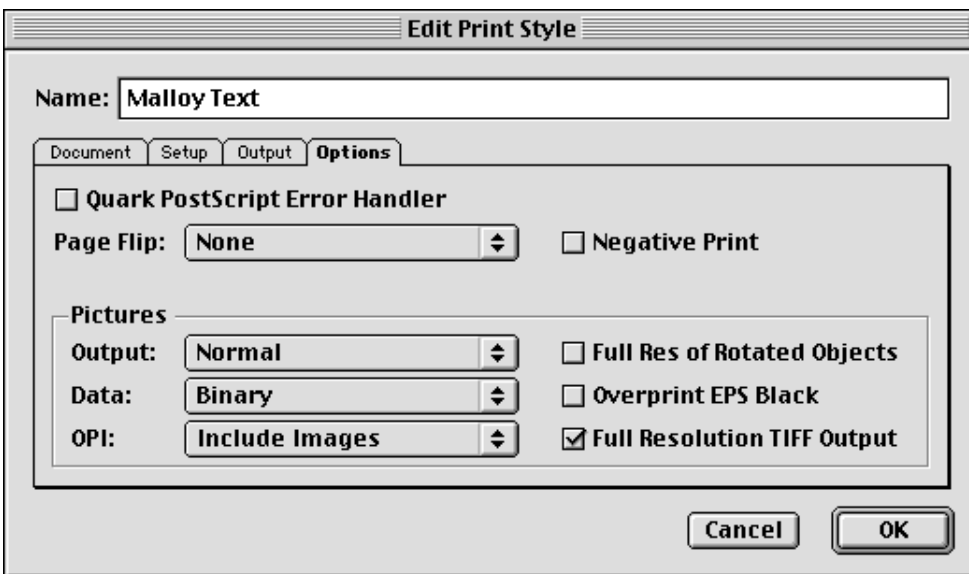 Edit Print Style
Name: Malloy Text
Document Setup Output Options
Quark PostScript Error Handler
Page Flip: None Negative Print
Pictures
Output: Normal Full Res of Rotated Objects
Data: Binary Overprint EPS Black
OPI: Include Images Full Resolution TIFF Output
Cancel OK